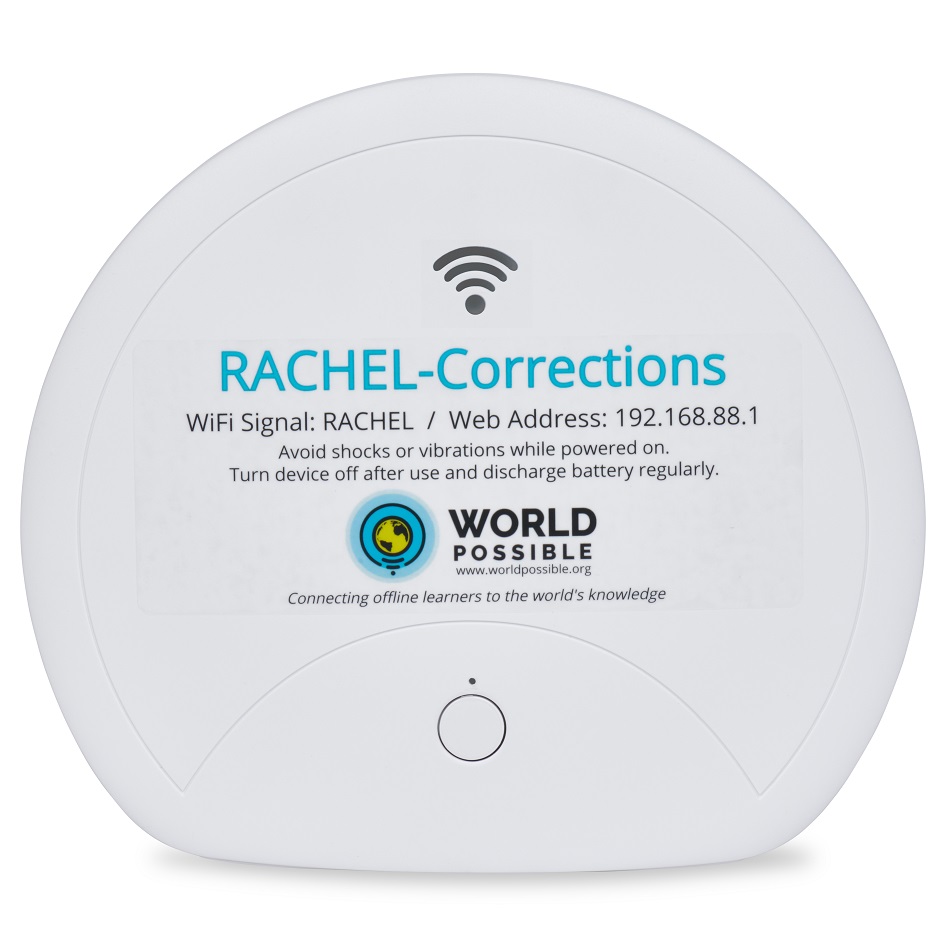 RACHEL-Corrections
WiFi Signal: RACHEL / Web Address: 192.168.88.1
Avoid shocks or vibrations while powered on.
Turn device off after use and discharge battery regularly.
WORLD
POSSIBLE
www.worldpossible.org
Connecting offline learners to the world's knowledge